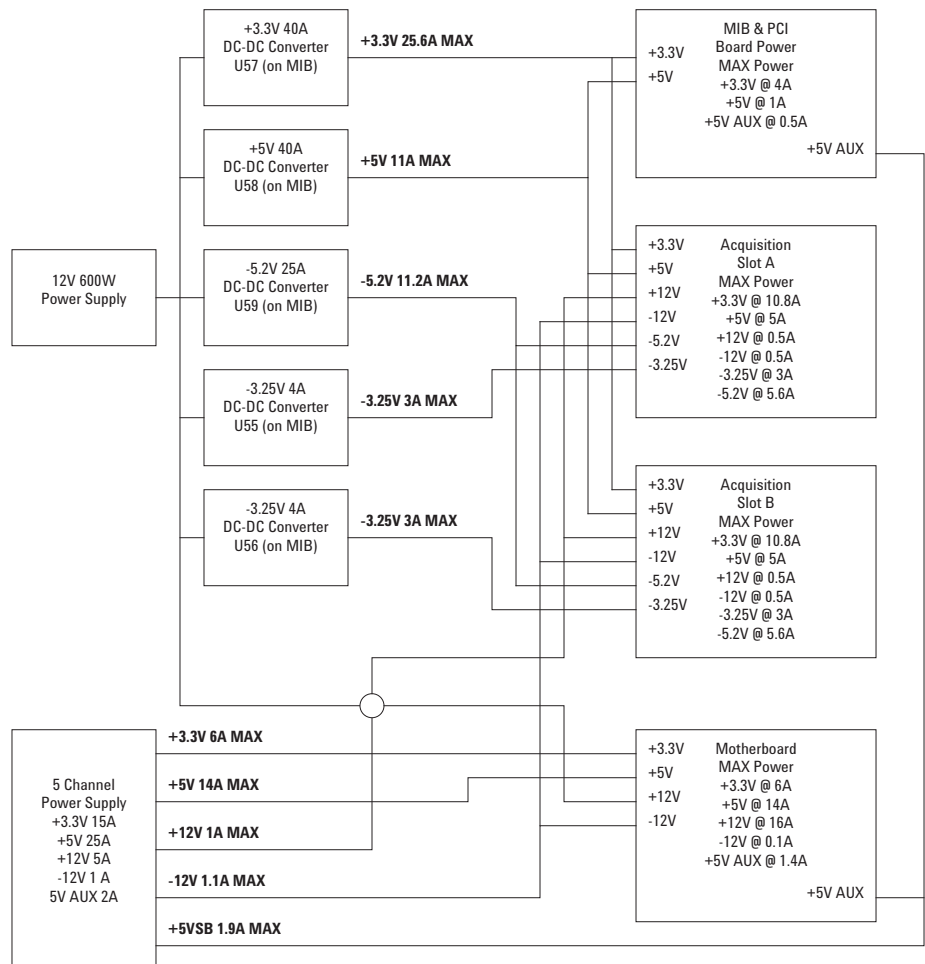 +3.3V 40A
DC-DC Converter
U57 (on MIB)
+3.3V 25.6A MAX
+5V 40A
DC-DC Converter
U58 (on MIB)
+5V 11A MAX
12V 600W
Power Supply
-5.2V 25A
DC-DC Converter
U59 (on MIB)
-5.2V 11.2A MAX
-3.25V 4A
DC-DC Converter
U55 (on MIB)
-3.25V 3A MAX
-3.25V 4A
DC-DC Converter
U56 (on MIB)
-3.25V 3A MAX
+3.3V
+5V
MIB & PCI
Board Power
MAX Power
+3.3V @ 4A
+5V @ 1A
+5V AUX @ 0.5A
+5V AUX
+3.3V
+5V
+12V
-12V
-5.2V
-3.25V
Acquisition
Slot A
MAX Power
+3.3V @ 10.8A
+5V @ 5A
+12V @ 0.5A
-12V @ 0.5A
-3.25V @ 3A
-5.2V @ 5.6A
+3.3V
+5V
+12V
-12V
-5.2V
-3.25V
Acquisition
Slot B
MAX Power
+3.3V @ 10.8A
+5V @ 5A
+12V @ 0.5A
-12V @ 0.5A
-3.25V @ 3A
-5.2V @ 5.6A
5 Channel
Power Supply
+3.3V 15A
+5V 25A
+12V 5A
-12V 1 A
5V AUX 2A
+3.3V 6A MAX
+5V 14A MAX
+12V 1A MAX
-12V 1.1A MAX
+5VSB 1.9A MAX
+3.3V
+5V
+12V
-12V
Motherboard
MAX Power
+3.3V @ 6A
+5V @ 14A
+12V @ 16A
-12V @ 0.1A
+5V AUX @ 1.4A
+5V AUX